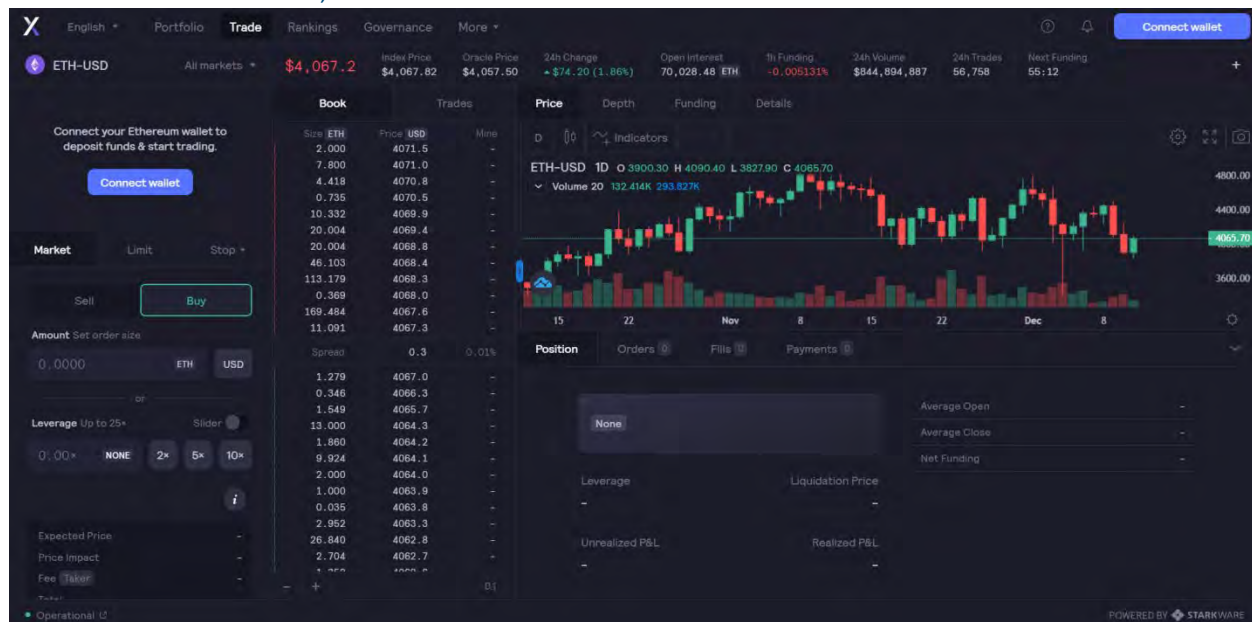 English Portfolio Trade Rankings Governance More Connect wallet
ETH-USD All markets $4,067.2 Index Price $4,067.82 Oracle Price $4,057.50 24h Change $74.20 (1.86%) Open Interest 70,028.48 ETH 1h Funding -0.005131% 24h Volume $844,894,887 24h Trades 56,758 Next Funding 55:12 +
Connect your Ethereum wallet to
deposit funds & start trading.
Connect wallet
Market Limit Stop
Sell Buy
Amount Set order size
0.0000 ETH USD
or
Leverage Up to 25× Slider
0.00× NONE 2× 5× 10×
i
Expected Price -
Price Impact -
Fee Taker -
Total
Operational
Book Trades
Size ETH Price USD Mine
2.000 4071.5 -
7.800 4071.0 -
4.418 4070.8 -
0.735 4070.5 -
10.332 4069.9 -
20.004 4069.4 -
20.004 4068.8 -
46.103 4068.4 -
113.179 4068.3 -
0.369 4068.0 -
169.484 4067.6 -
11.091 4067.3 -
Spread 0.3 0.01%
1.279 4067.0 -
0.346 4066.3 -
1.549 4065.7 -
13.000 4064.3 -
1.860 4064.2 -
9.924 4064.1 -
2.000 4064.0 -
1.000 4063.9 -
0.035 4063.8 -
2.952 4063.3 -
26.840 4062.8 -
2.704 4062.7 -
- +
Price Depth Funding Details
D Indicators
ETH-USD 1D O 3900.30 H 4090.40 L 3827.90 C 4065.70
Volume 20 132.414K 293.827K
4800.00
4400.00
4065.70
3600.00
15 22 Nov 8 15 22 Dec 8
Position Orders 0 Fills 0 Payments 0
None
Leverage Liquidation Price
- -
Unrealized P&L Realized P&L
- -
Average Open -
Average Close -
Net Funding -
POWERED BY STARKWARE